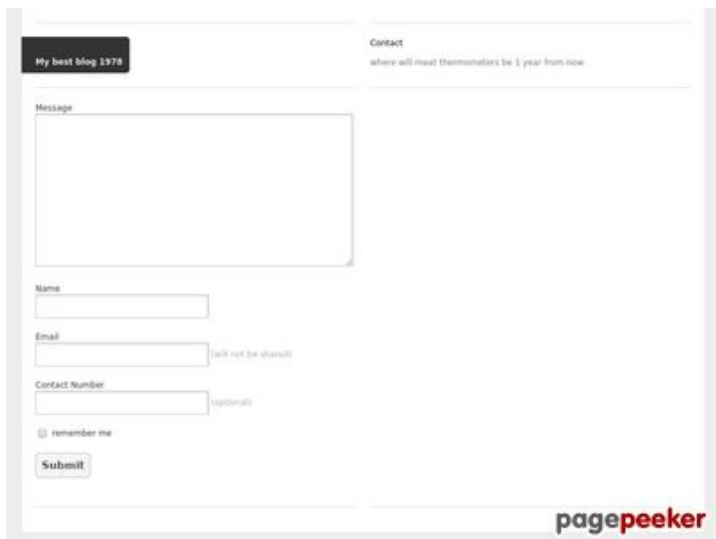 My best blog 1978
Contact
where will meat thermometers be 1 year from now
Message
Name
Email
(will not be shared)
Contact Number
(optional)
remember me
Submit
pagepeeker